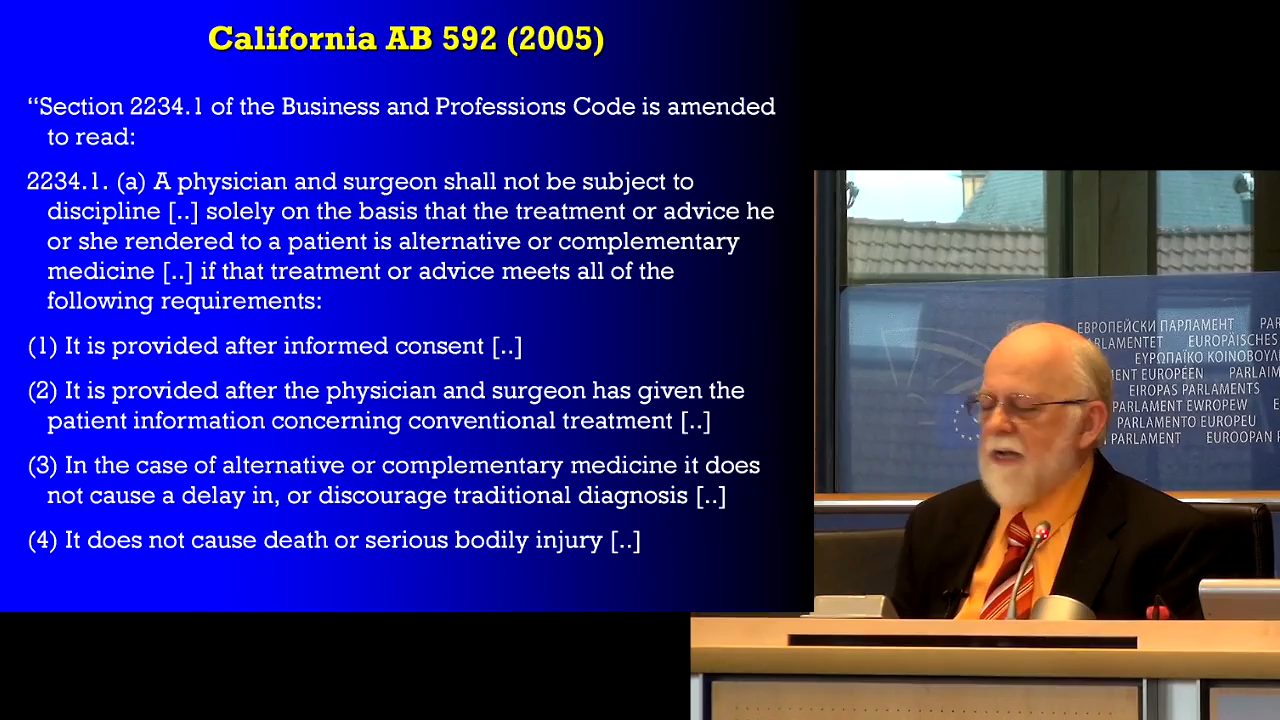 California AB 592 (2005)
“Section 2234.1 of the Business and Professions Code is amended
to read:
2234.1. (a) A physician and surgeon shall not be subject to
discipline [..] solely on the basis that the treatment or advice he
or she rendered to a patient is alternative or complementary
medicine [..] if that treatment or advice meets all of the
following requirements:
(1) It is provided after informed consent [..]
(2) It is provided after the physician and surgeon has given the
patient information concerning conventional treatment [..]
(3) In the case of alternative or complementary medicine it does
not cause a delay in, or discourage traditional diagnosis [..]
(4) It does not cause death or serious bodily injury [..]
ЕВРОПЕЙСКИ ПАРЛАМЕНТ PAR
PARLAMENTET EUROPÄISCHES
ΕΥΡΩΠΑΪΚΟ ΚΟΙΝΟΒΟΥΛ
MENT EUROPÉEN PARLAIM
EIROPAS PARLAMENTS
PARLAMENT EWROPEW E
PARLAMENTO EUROPEU
PARLAMENT EUROOPAN P